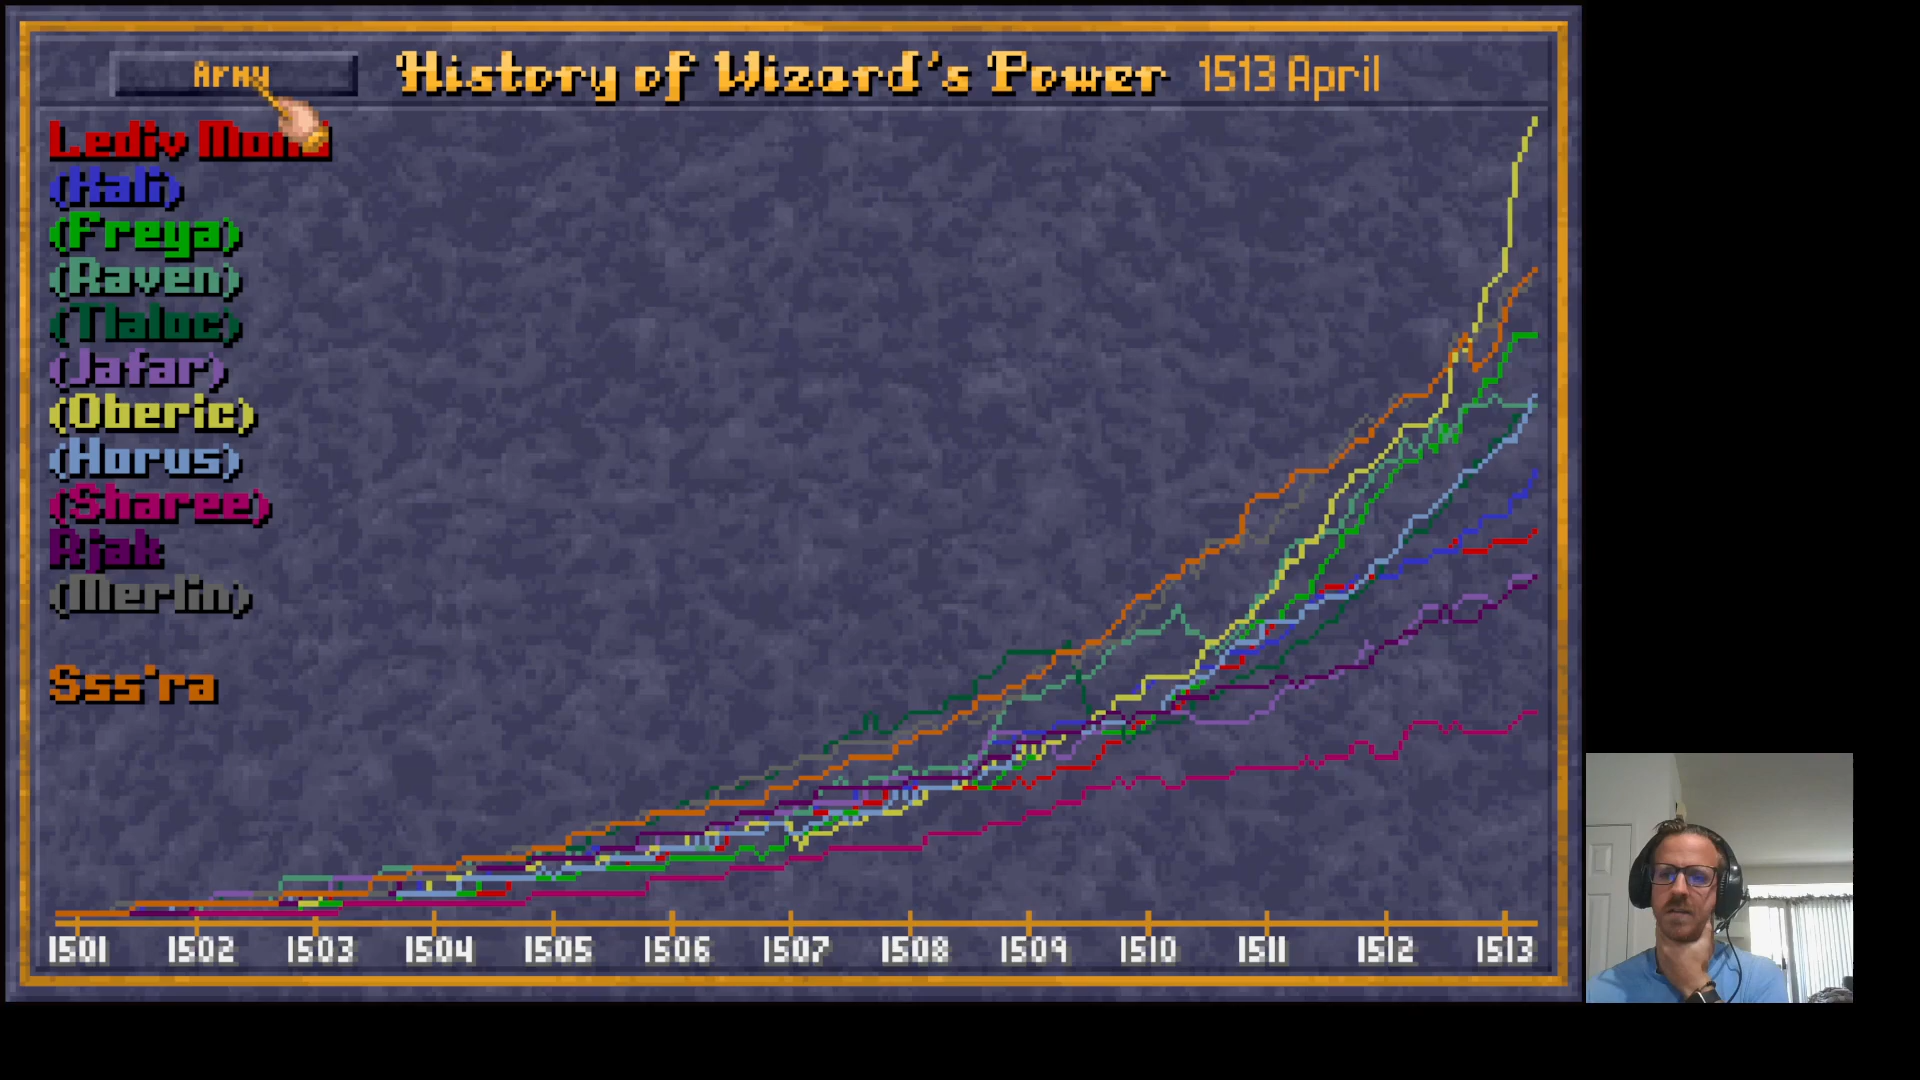 Army
History of Wizard's Power 1513 April
Lediv
(Kali)
(Freya)
(Raven)
(Tlaloc)
(Jafar)
(Oberic)
(Horus)
(Sharee)
Rjak
(Merlin)
Sss'ra
1501 1502 1503 1504 1505 1506 1507 1508 1509 1510 1511 1512 1513